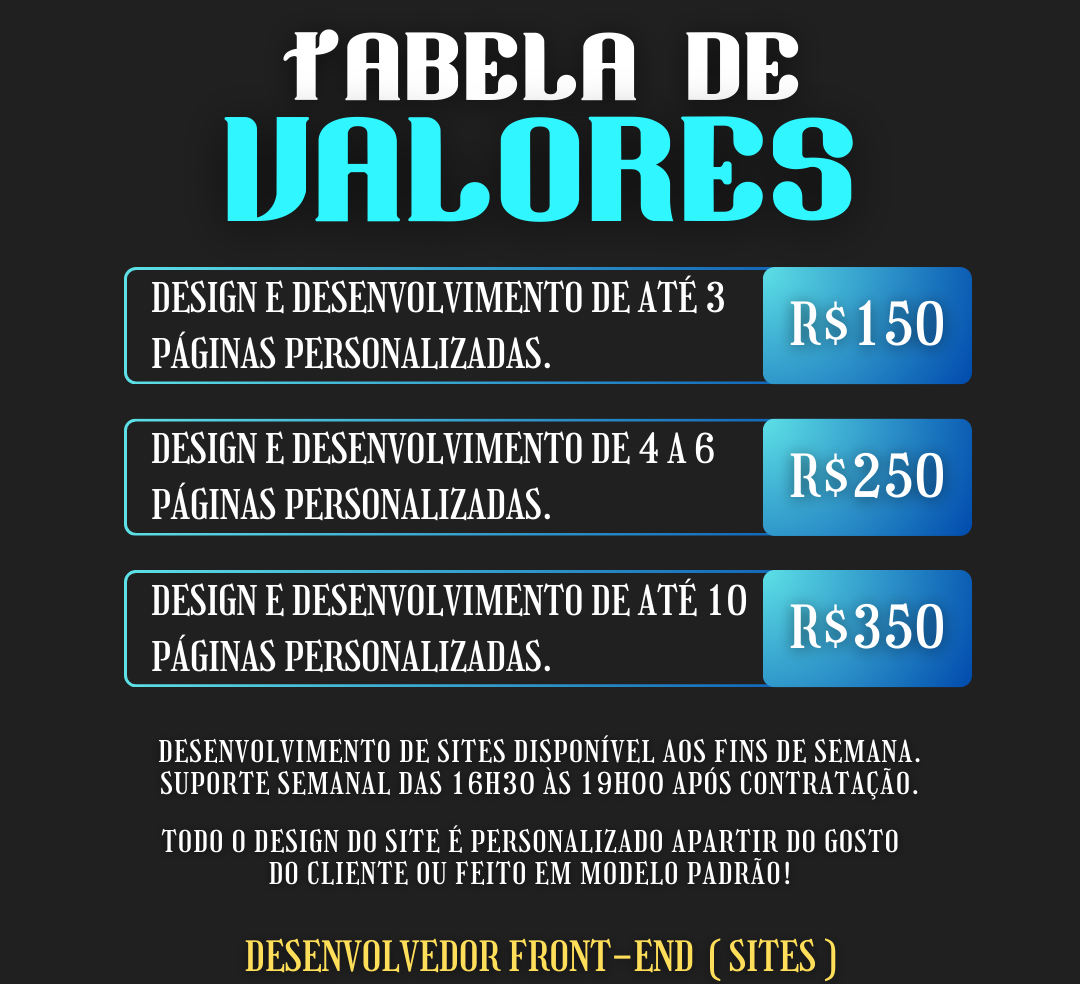 TABELA DE
VALORES
DESIGN E DESENVOLVIMENTO DE ATÉ 3
PÁGINAS PERSONALIZADAS.
R$150
DESIGN E DESENVOLVIMENTO DE 4 A 6
PÁGINAS PERSONALIZADAS.
R$250
DESIGN E DESENVOLVIMENTO DE ATÉ 10
PÁGINAS PERSONALIZADAS.
R$350
DESENVOLVIMENTO DE SITES DISPONÍVEL AOS FINS DE SEMANA.
SUPORTE SEMANAL DAS 16H30 ÀS 19H00 APÓS CONTRATAÇÃO.
TODO O DESIGN DO SITE É PERSONALIZADO APARTIR DO GOSTO
DO CLIENTE OU FEITO EM MODELO PADRÃO!
DESENVOLVEDOR FRONT-END ( SITES )